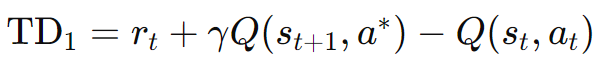 TD₁ = rₜ + γQ(sₜ₊₁, a*) − Q(sₜ, aₜ)